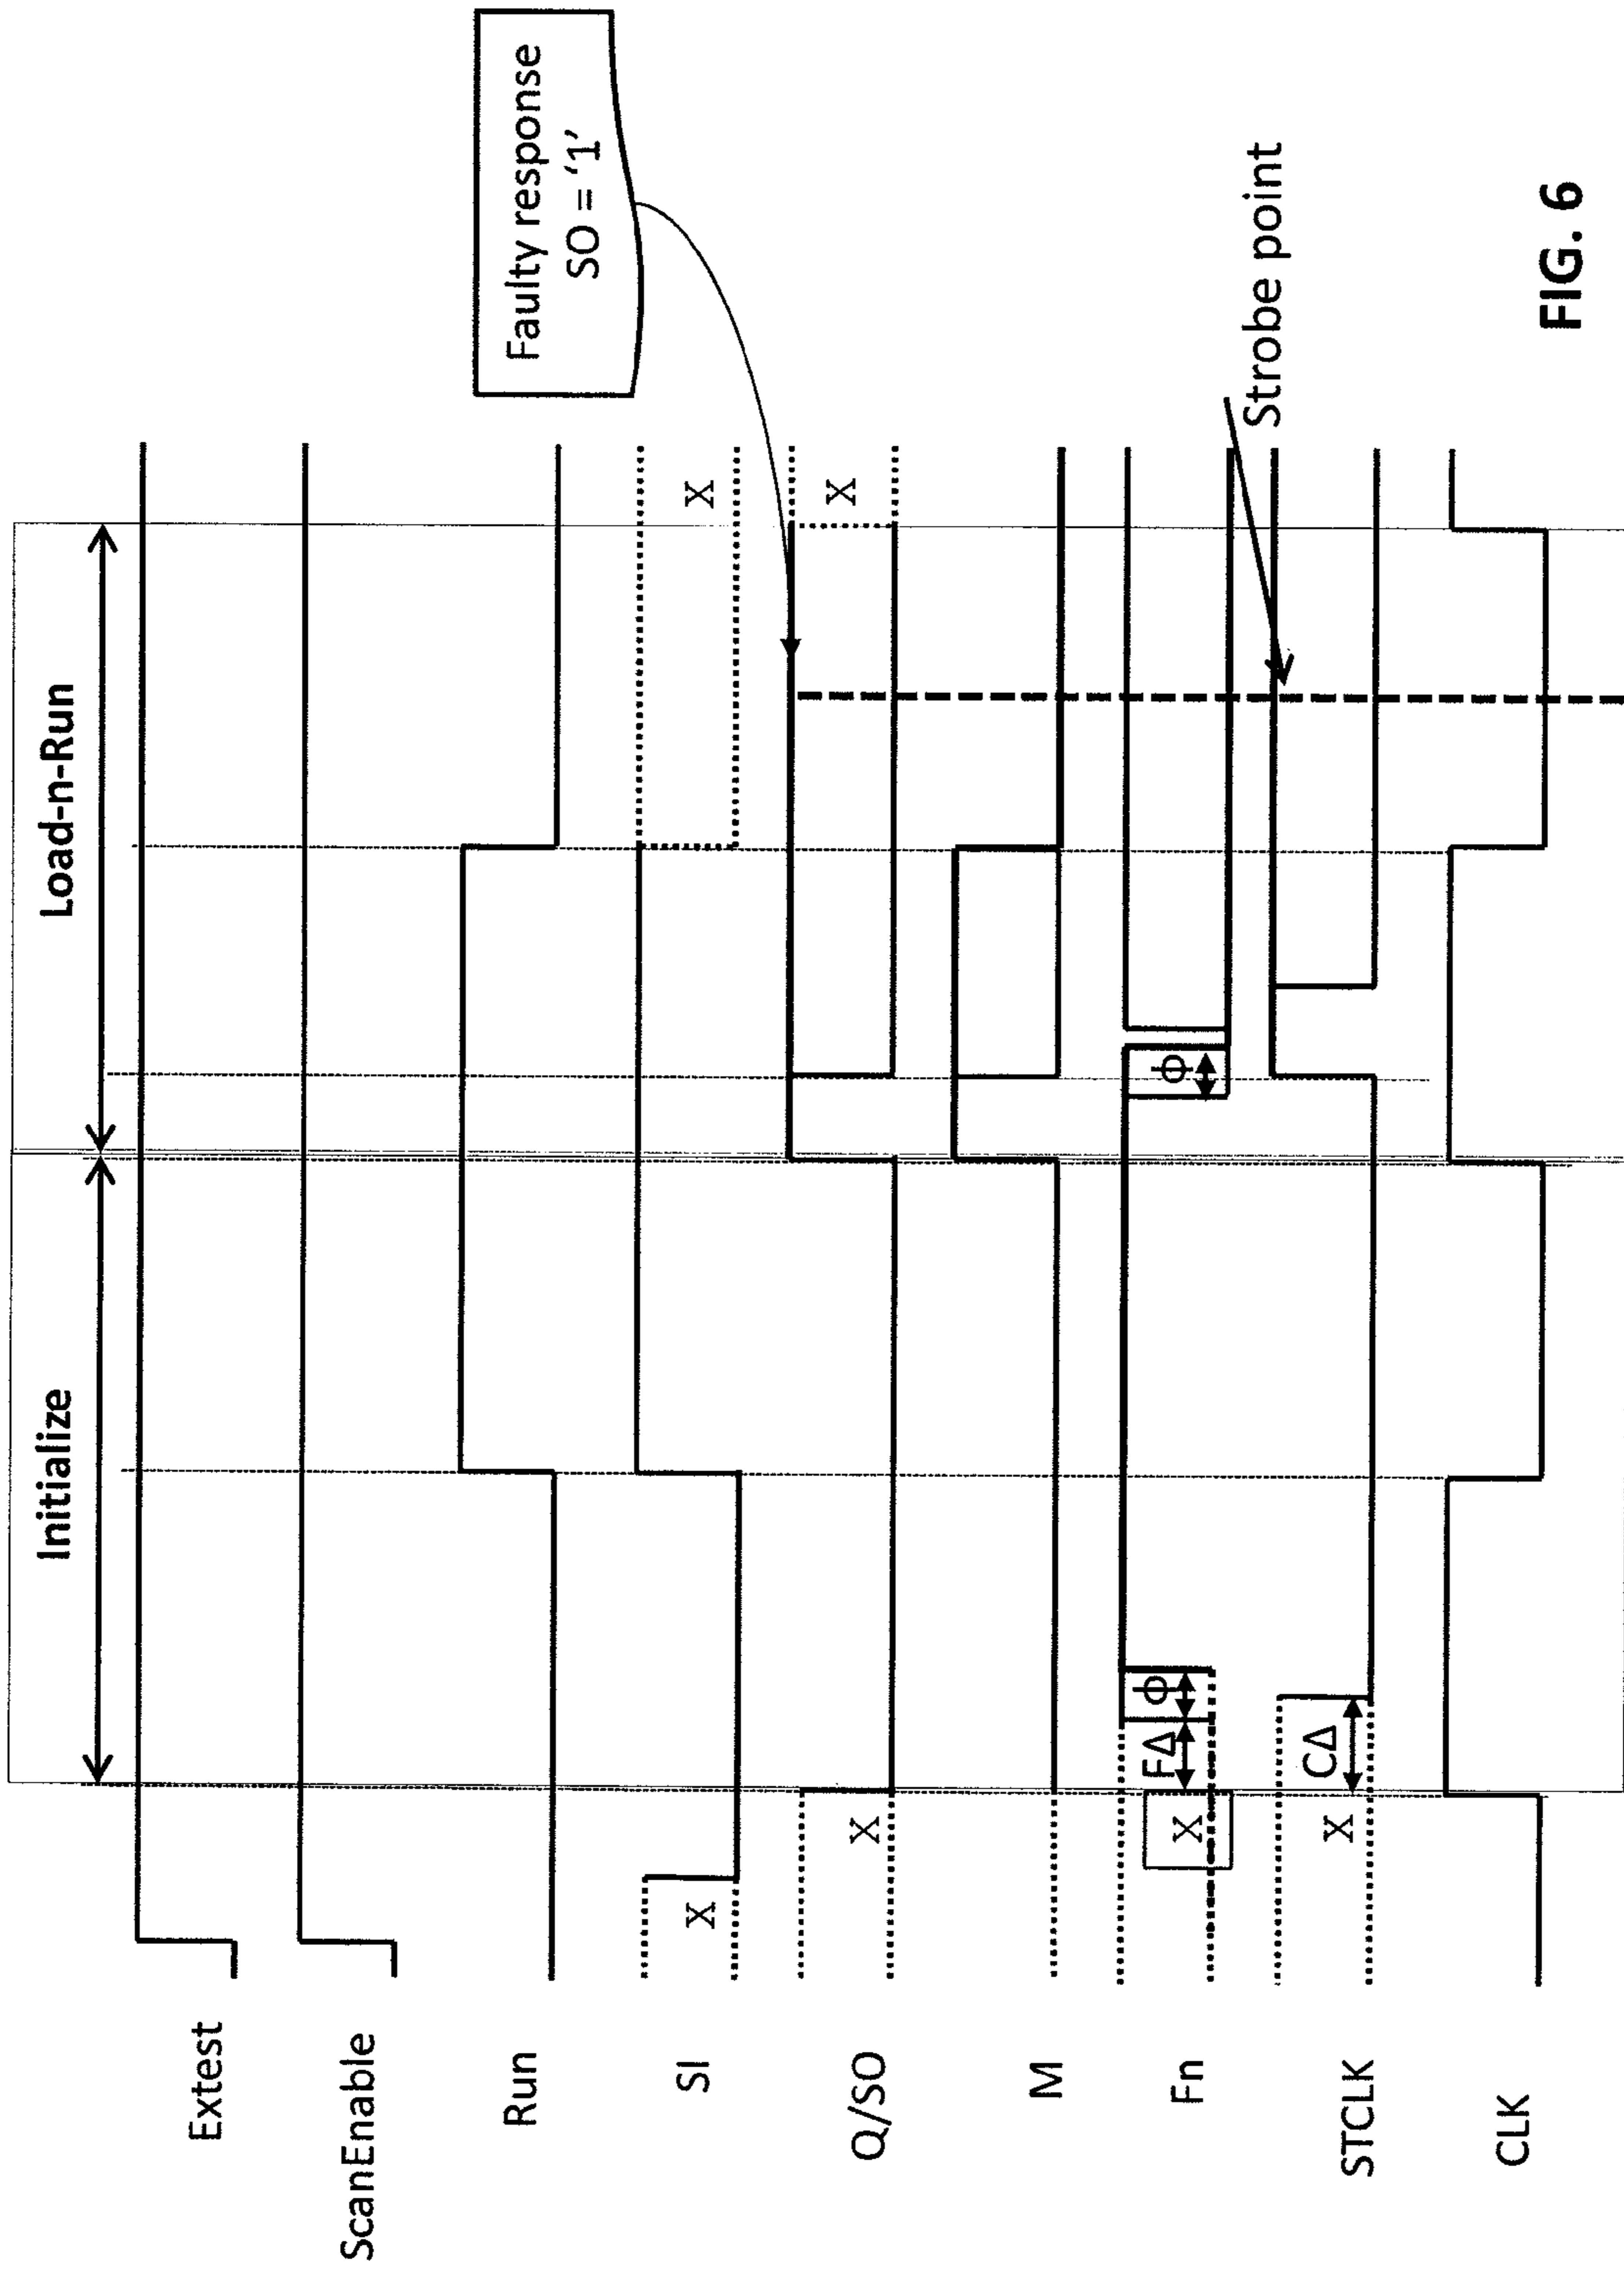 Initialize
Load-n-Run
Extest
ScanEnable
Run
SI
X
X
Faulty response
SO = ‘1’
Q/SO
X
X
M
Fn
X
FΔ
ϕ
ϕ
STCLK
X
CΔ
Strobe point
CLK
FIG. 6